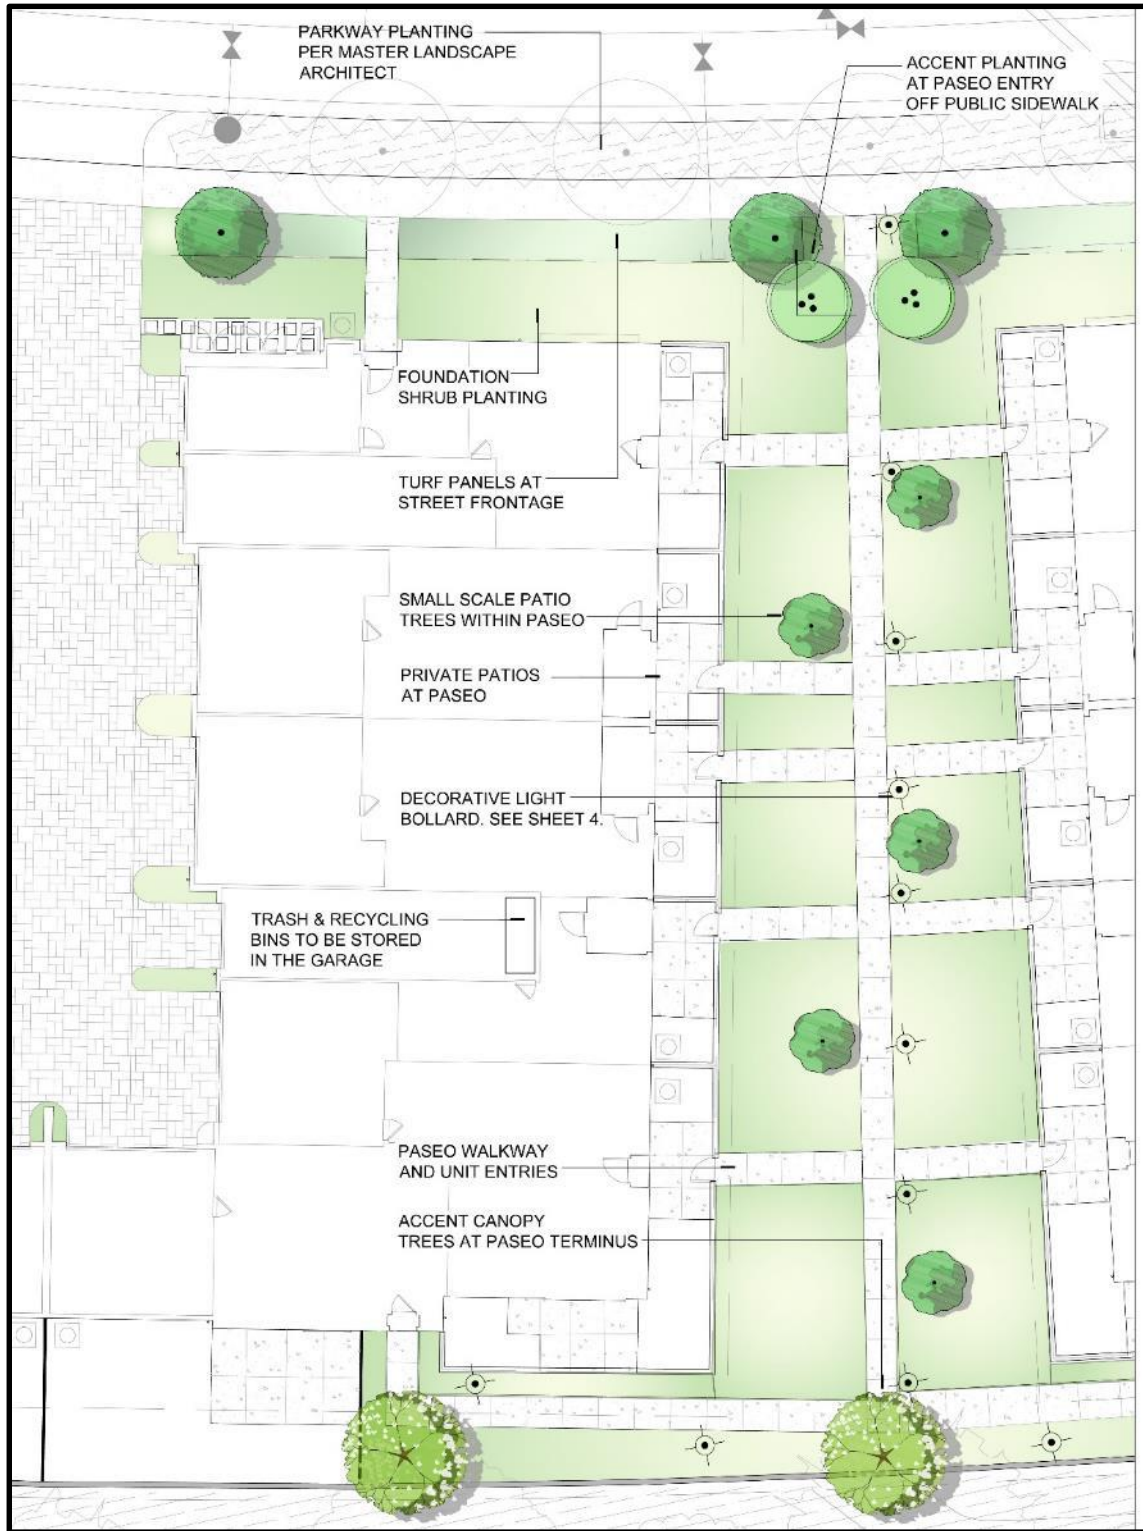 PARKWAY PLANTING
PER MASTER LANDSCAPE
ARCHITECT
ACCENT PLANTING
AT PASEO ENTRY
OFF PUBLIC SIDEWALK
FOUNDATION
SHRUB PLANTING
TURF PANELS AT
STREET FRONTAGE
SMALL SCALE PATIO
TREES WITHIN PASEO
PRIVATE PATIOS
AT PASEO
DECORATIVE LIGHT
BOLLARD. SEE SHEET 4.
TRASH & RECYCLING
BINS TO BE STORED
IN THE GARAGE
PASEO WALKWAY
AND UNIT ENTRIES
ACCENT CANOPY
TREES AT PASEO TERMINUS